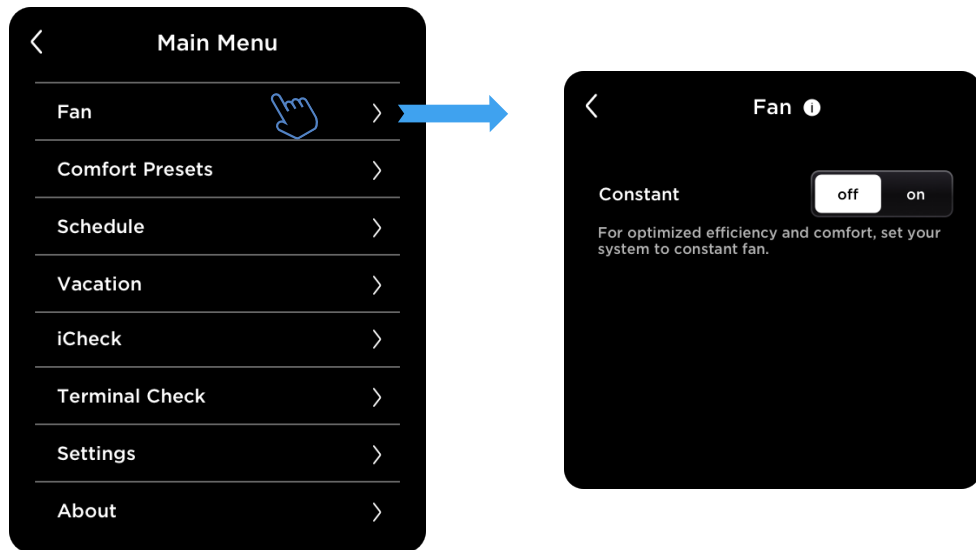 Main Menu
Fan
Comfort Presets
Schedule
Vacation
iCheck
Terminal Check
Settings
About
Fan
Constant
off on
For optimized efficiency and comfort, set your
system to constant fan.